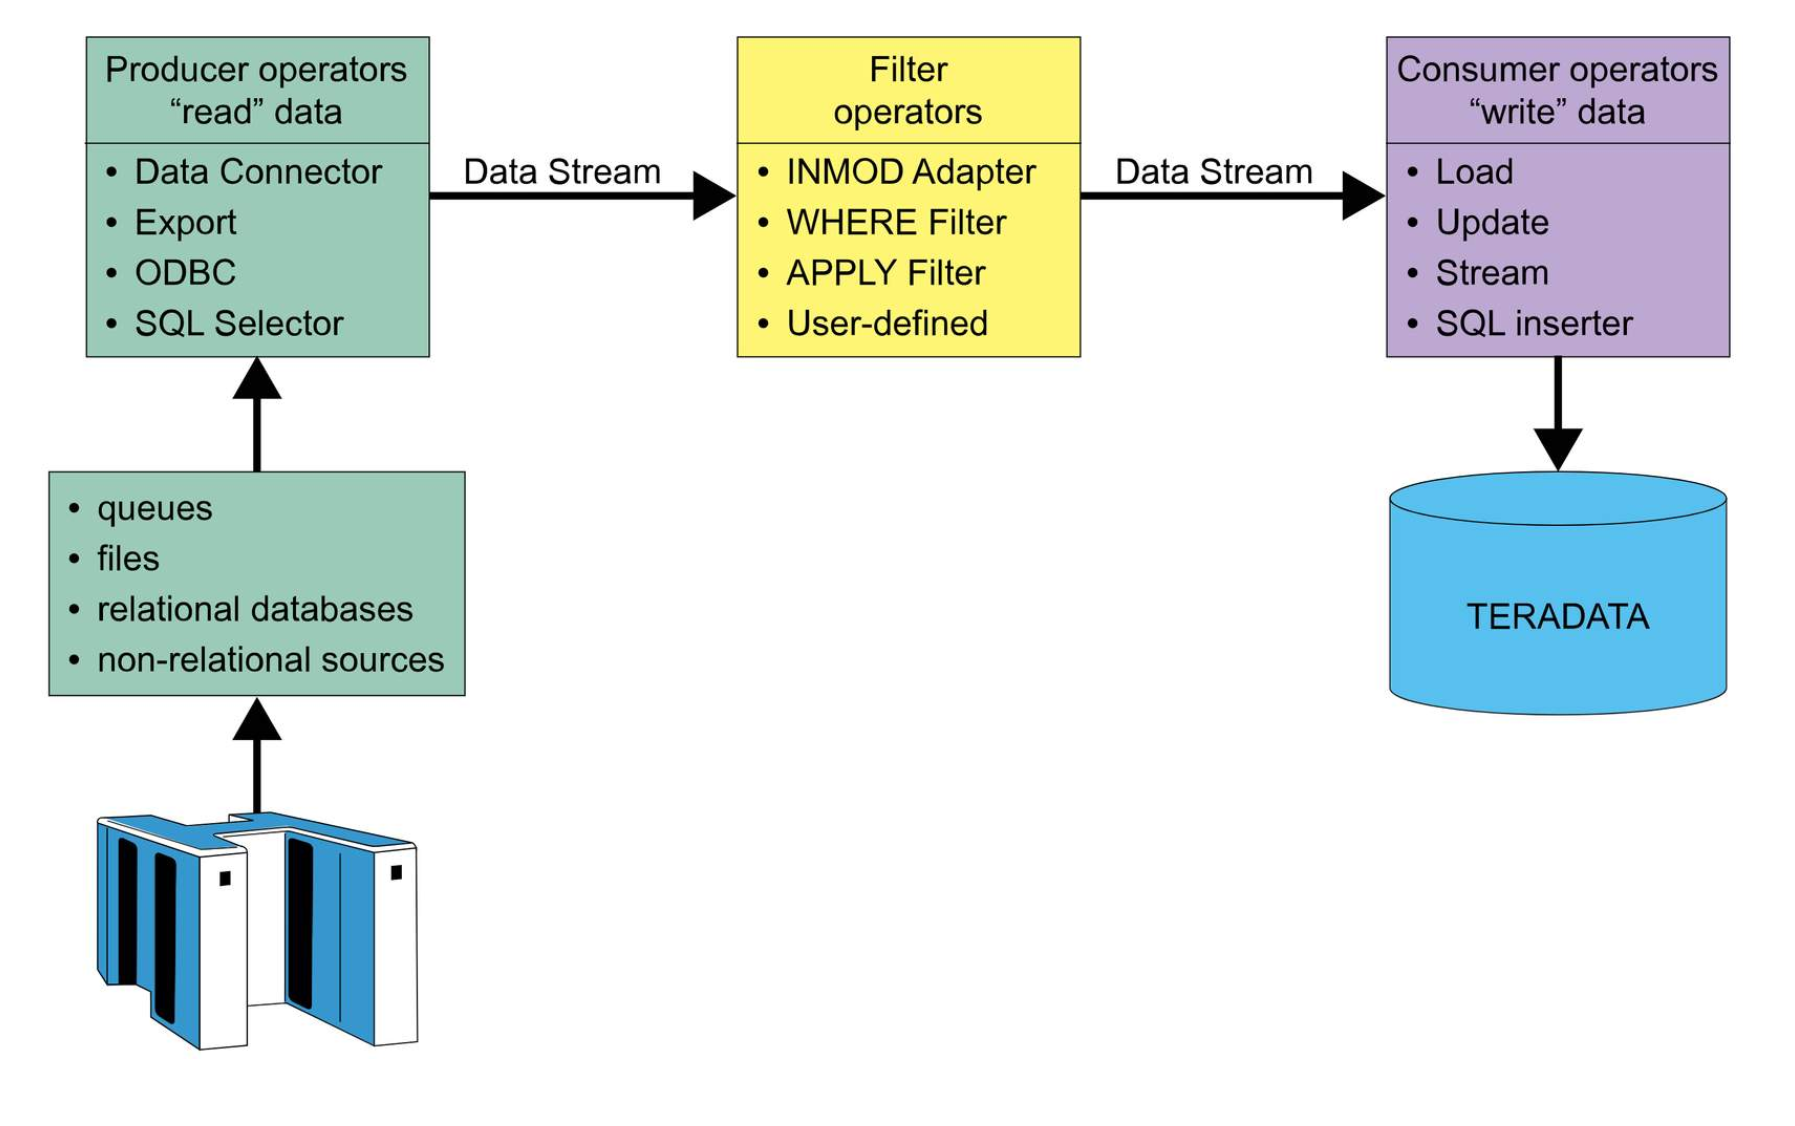 Producer operators
“read” data
• Data Connector
• Export
• ODBC
• SQL Selector
Data Stream
Filter
operators
• INMOD Adapter
• WHERE Filter
• APPLY Filter
• User-defined
Data Stream
Consumer operators
“write” data
• Load
• Update
• Stream
• SQL inserter
• queues
• files
• relational databases
• non-relational sources
TERADATA